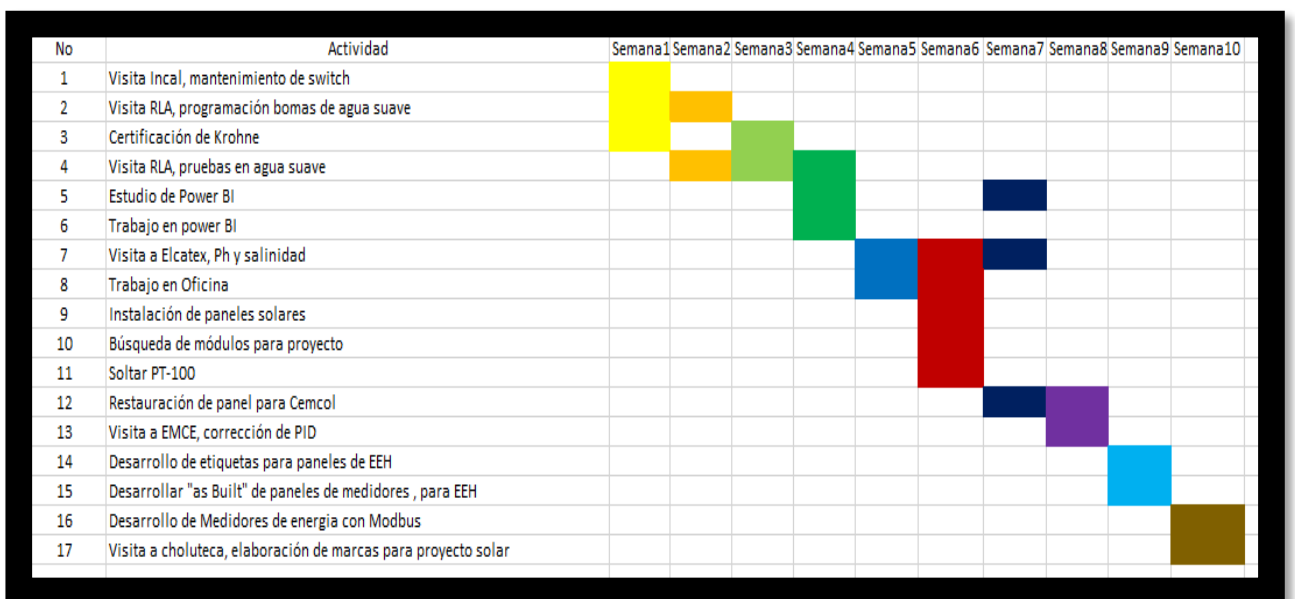 No Actividad Semana1 Semana2 Semana3 Semana4 Semana5 Semana6 Semana7 Semana8 Semana9 Semana10
1 Visita Incal, mantenimiento de switch
2 Visita RLA, programación bomas de agua suave
3 Certificación de Krohne
4 Visita RLA, pruebas en agua suave
5 Estudio de Power BI
6 Trabajo en power BI
7 Visita a Elcatex, Ph y salinidad
8 Trabajo en Oficina
9 Instalación de paneles solares
10 Búsqueda de módulos para proyecto
11 Soltar PT-100
12 Restauración de panel para Cemcol
13 Visita a EMCE, corrección de PID
14 Desarrollo de etiquetas para paneles de EEH
15 Desarrollar "as Built" de paneles de medidores , para EEH
16 Desarrollo de Medidores de energia con Modbus
17 Visita a choluteca, elaboración de marcas para proyecto solar